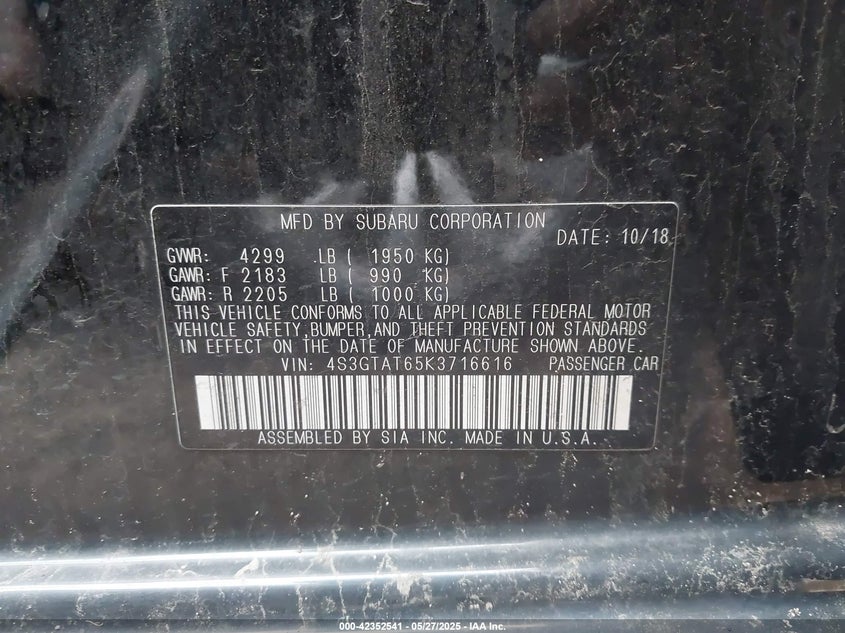 MFD BY SUBARU CORPORATION
DATE: 10/18
GVWR: 4299 LB ( 1950 KG)
GAWR: F 2183 LB ( 990 KG)
GAWR: R 2205 LB ( 1000 KG)
THIS VEHICLE CONFORMS TO ALL APPLICABLE FEDERAL MOTOR
VEHICLE SAFETY, BUMPER, AND THEFT PREVENTION STANDARDS
IN EFFECT ON THE DATE OF MANUFACTURE SHOWN ABOVE.
VIN: 4S3GTAT65K3716616 PASSENGER CAR
ASSEMBLED BY SIA INC. MADE IN U.S.A.
000-42352541 - 05/27/2025 - IAA Inc.